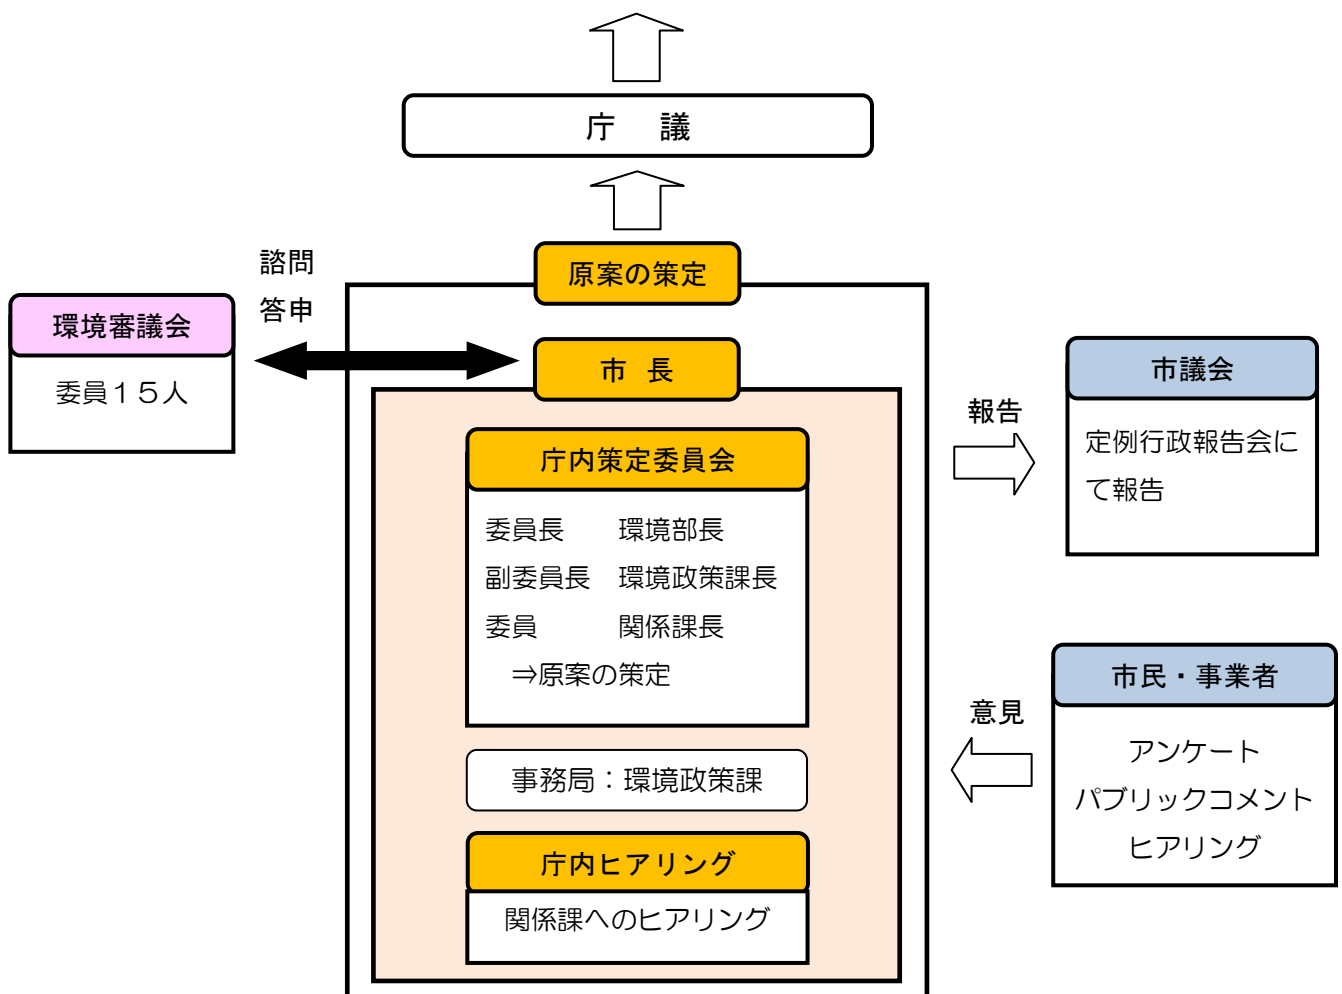 庁　議
原案の策定
諮問
答申
環境審議会
委員１５人
市 長
庁内策定委員会
委員長　　環境部長
副委員長　環境政策課長
委員　　　関係課長
⇒原案の策定
事務局：環境政策課
庁内ヒアリング
関係課へのヒアリング
報告
市議会
定例行政報告会に
て報告
意見
市民・事業者
アンケート
パブリックコメント
ヒアリング